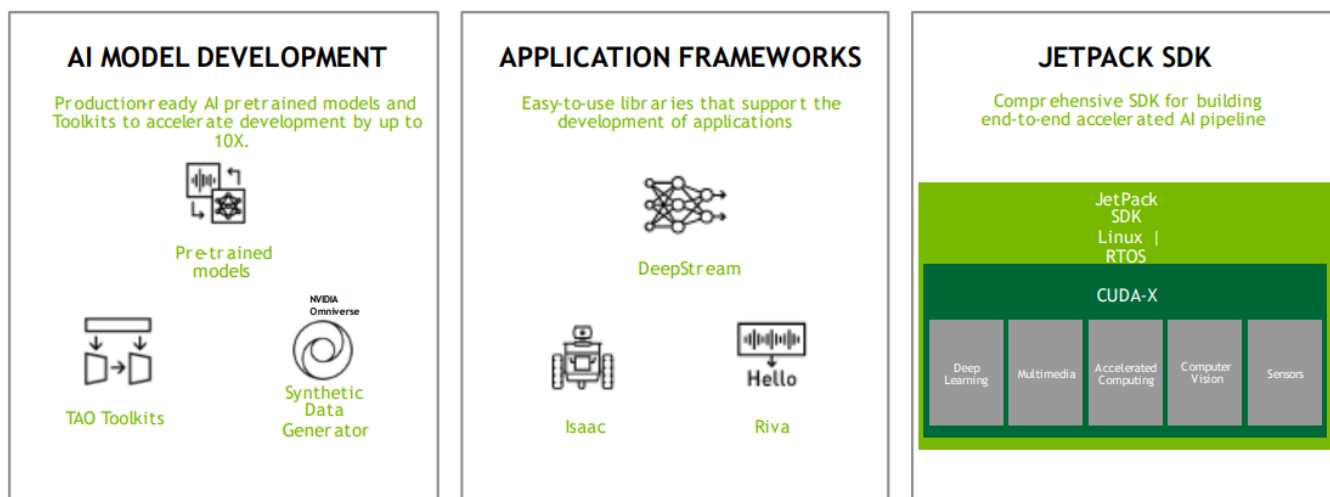 AI MODEL DEVELOPMENT
Production-ready AI pretrained models and
Toolkits to accelerate development by up to
10X.
Pre-trained
models
NVIDIA
Omniverse
TAO Toolkits
Synthetic
Data
Generator
APPLICATION FRAMEWORKS
Easy-to-use libraries that support the
development of applications
DeepStream
Hello
Isaac
Riva
JETPACK SDK
Comprehensive SDK for building
end-to-end accelerated AI pipeline
JetPack
SDK
Linux |
RTOS
CUDA-X
Deep
Learning
Multimedia
Accelerated
Computing
Computer
Vision
Sensors